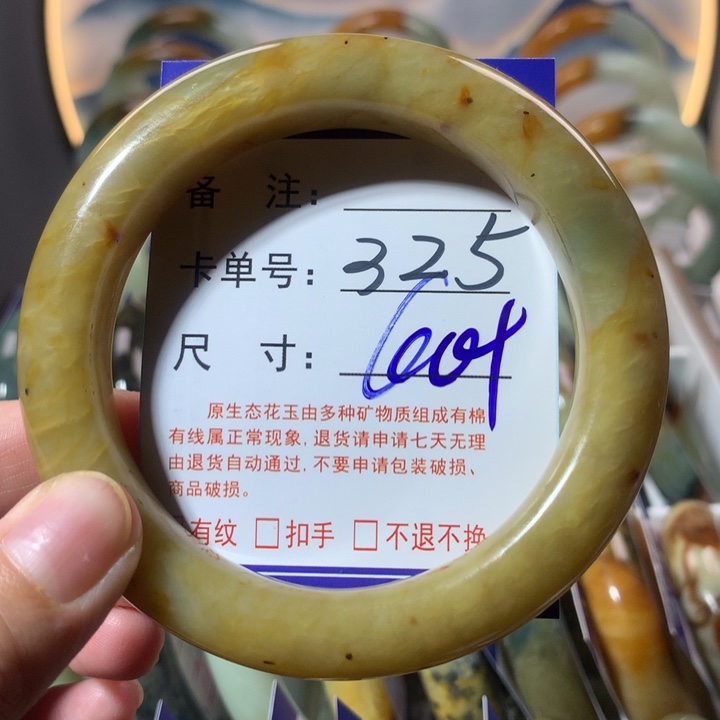 备 注：
卡单号： 325
尺 寸：
原生态花玉由多种矿物质组成有棉
有线属正常现象，退货请申请七天无理
由退货自动通过，不要申请包装破损、
商品破损。
有纹 □扣手 □不退不换